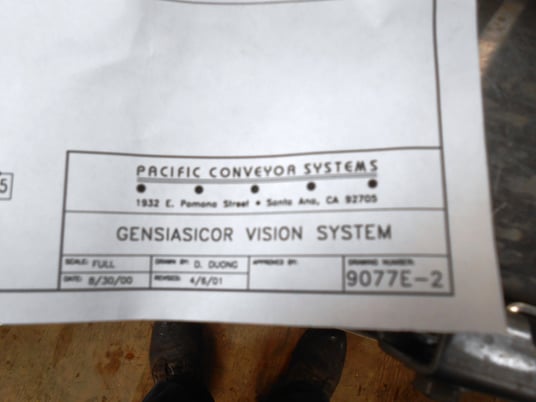 5
PACIFIC CONVEYOR SYSTEMS
1932 E. Pomona Street • Santa Ana, CA 92705
GENSIASICOR VISION SYSTEM
SCALE: FULL
DRAWN BY: D. DUONG
APPROVED BY:
DRAWING NUMBER:
9077E-2
DATE: 8/30/00
REVISED: 4/6/01